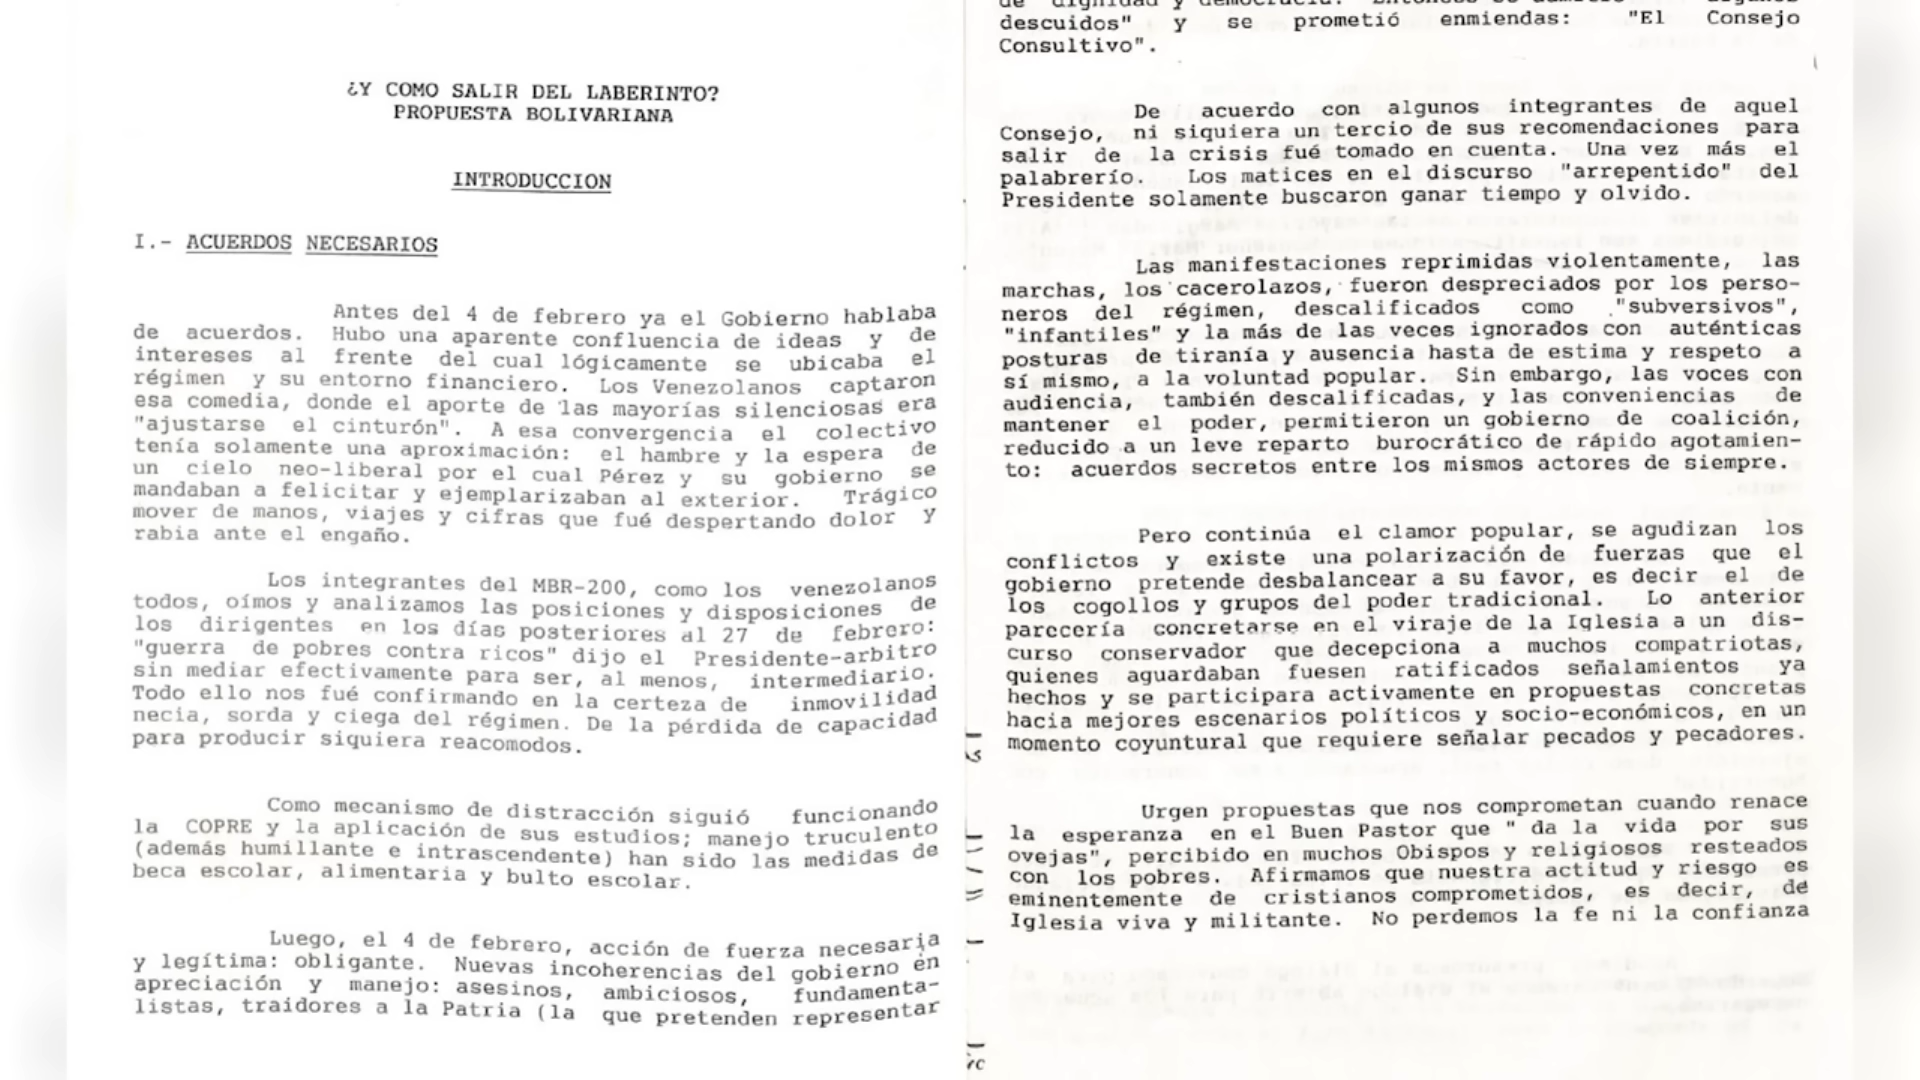 ¿Y COMO SALIR DEL LABERINTO?
PROPUESTA BOLIVARIANA
INTRODUCCION
I.- ACUERDOS NECESARIOS
Antes del 4 de febrero ya el Gobierno hablaba
de acuerdos. Hubo una aparente confluencia de ideas y de
intereses al frente del cual lógicamente se ubicaba el
régimen y su entorno financiero. Los Venezolanos captaron
esa comedia, donde el aporte de las mayorías silenciosas era
"ajustarse el cinturón". A esa convergencia el colectivo
tenía solamente una aproximación: el hambre y la espera de
un cielo neo-liberal por el cual Pérez y su gobierno se
mandaban a felicitar y ejemplarizaban al exterior. Trágico
mover de manos, viajes y cifras que fué despertando dolor y
rabia ante el engaño.
Los integrantes del MBR-200, como los venezolanos
todos, oímos y analizamos las posiciones y disposiciones de
los dirigentes en los días posteriores al 27 de febrero:
"guerra de pobres contra ricos" dijo el Presidente-arbitro
sin mediar efectivamente para ser, al menos, intermediario.
Todo ello nos fué confirmando en la certeza de inmovilidad
necia, sorda y ciega del régimen. De la pérdida de capacidad
para producir siquiera reacomodos.
Como mecanismo de distracción siguió funcionando
la COPRE y la aplicación de sus estudios; manejo truculento
(además humillante e intrascendente) han sido las medidas de
beca escolar, alimentaria y bulto escolar.
Luego, el 4 de febrero, acción de fuerza necesaria
y legítima: obligante. Nuevas incoherencias del gobierno en
apreciación y manejo: asesinos, ambiciosos, fundamenta-
listas, traidores a la Patria (la que pretenden representar
descuidos" y se prometió enmiendas: "El Consejo
Consultivo".
De acuerdo con algunos integrantes de aquel
Consejo, ni siquiera un tercio de sus recomendaciones para
salir de la crisis fué tomado en cuenta. Una vez más el
palabrerío. Los matices en el discurso "arrepentido" del
Presidente solamente buscaron ganar tiempo y olvido.
Las manifestaciones reprimidas violentamente, las
marchas, los cacerolazos, fueron despreciados por los perso-
neros del régimen, descalificados como "subversivos",
"infantiles" y la más de las veces ignorados con auténticas
posturas de tiranía y ausencia hasta de estima y respeto a
sí mismo, a la voluntad popular. Sin embargo, las voces con
audiencia, también descalificadas, y las conveniencias de
mantener el poder, permitieron un gobierno de coalición,
reducido a un leve reparto burocrático de rápido agotamien-
to: acuerdos secretos entre los mismos actores de siempre.
Pero continúa el clamor popular, se agudizan los
conflictos y existe una polarización de fuerzas que el
gobierno pretende desbalancear a su favor, es decir el de
los cogollos y grupos del poder tradicional. Lo anterior
parecería concretarse en el viraje de la Iglesia a un dis-
curso conservador que decepciona a muchos compatriotas,
quienes aguardaban fuesen ratificados señalamientos ya
hechos y se participara activamente en propuestas concretas
hacia mejores escenarios políticos y socio-económicos, en un
momento coyuntural que requiere señalar pecados y pecadores.
Urgen propuestas que nos comprometan cuando renace
la esperanza en el Buen Pastor que " da la vida por sus
ovejas", percibido en muchos Obispos y religiosos resteados
con los pobres. Afirmamos que nuestra actitud y riesgo es
eminentemente de cristianos comprometidos, es decir, de
Iglesia viva y militante. No perdemos la fe ni la confianza